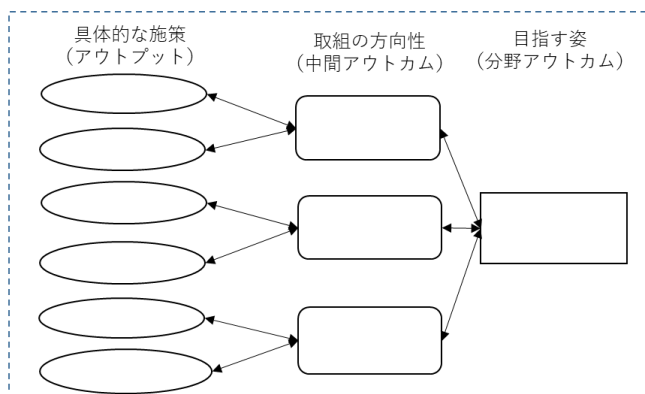 具体的な施策
（アウトプット）
取組の方向性
（中間アウトカム）
目指す姿
（分野アウトカム）